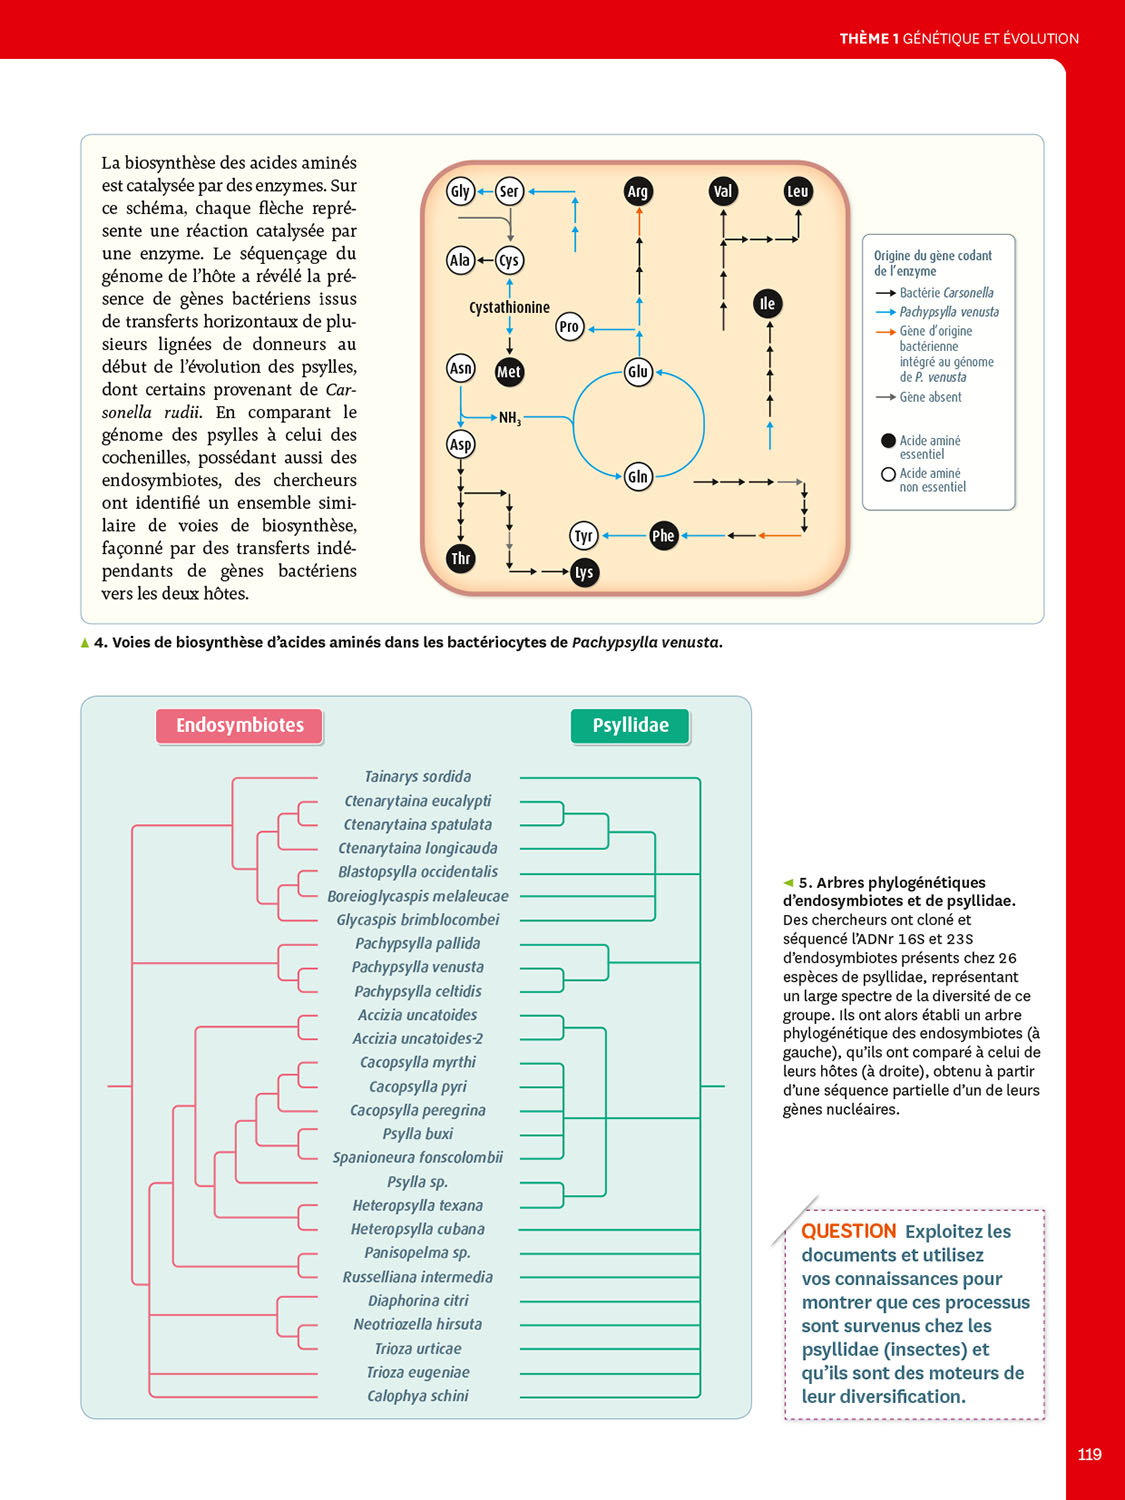 THÈME 1 GÉNÉTIQUE ET ÉVOLUTION
La biosynthèse des acides aminés
est catalysée par des enzymes. Sur
ce schéma, chaque flèche repré-
sente une réaction catalysée par
une enzyme. Le séquençage du
génome de l'hôte a révélé la pré-
sence de gènes bactériens issus
de transferts horizontaux de plu-
sieurs lignées de donneurs au
début de l'évolution des psylles,
dont certains provenant de Car-
sonella rudii. En comparant le
génome des psylles à celui des
cochenilles, possédant aussi des
endosymbiotes, des chercheurs
ont identifié un ensemble simi-
laire de voies de biosynthèse,
façonné par des transferts indé-
pendants de gènes bactériens
vers les deux hôtes.
Gly Ser Arg Val Leu
Ala Cys
Cystathionine
Ile
Pro
Asn Met Glu
NH3
Asp
Gln
Tyr Phe
Thr Lys
Origine du gène codant
de l'enzyme
Bactérie Carsonella
Pachypsylla venusta
Gène d'origine
bactérienne
intégré au génome
de P. venusta
Gène absent
Acide aminé
essentiel
Acide aminé
non essentiel
4. Voies de biosynthèse d'acides aminés dans les bactériocytes de Pachypsylla venusta.
Endosymbiotes Psyllidae
Tainarys sordida
Ctenarytaina eucalypti
Ctenarytaina spatulata
Ctenarytaina longicauda
Blastopsylla occidentalis
Boreioglycaspis melaleucae
Glycaspis brimblocombei
Pachypsylla pallida
Pachypsylla venusta
Pachypsylla celtidis
Accizia uncatoides
Accizia uncatoides-2
Cacopsylla myrthi
Cacopsylla pyri
Cacopsylla peregrina
Psylla buxi
Spanioneura fonscolombii
Psylla sp.
Heteropsylla texana
Heteropsylla cubana
Panisopelma sp.
Russelliana intermedia
Diaphorina citri
Neotriozella hirsuta
Trioza urticae
Trioza eugeniae
Calophya schini
5. Arbres phylogénétiques
d'endosymbiotes et de psyllidae.
Des chercheurs ont cloné et
séquencé l'ADNr 16S et 23S
d'endosymbiotes présents chez 26
espèces de psyllidae, représentant
un large spectre de la diversité de ce
groupe. Ils ont alors établi un arbre
phylogénétique des endosymbiotes (à
gauche), qu'ils ont comparé à celui de
leurs hôtes (à droite), obtenu à partir
d'une séquence partielle d'un de leurs
gènes nucléaires.
QUESTION Exploitez les
documents et utilisez
vos connaissances pour
montrer que ces processus
sont survenus chez les
psyllidae (insectes) et
qu'ils sont des moteurs de
leur diversification.
119